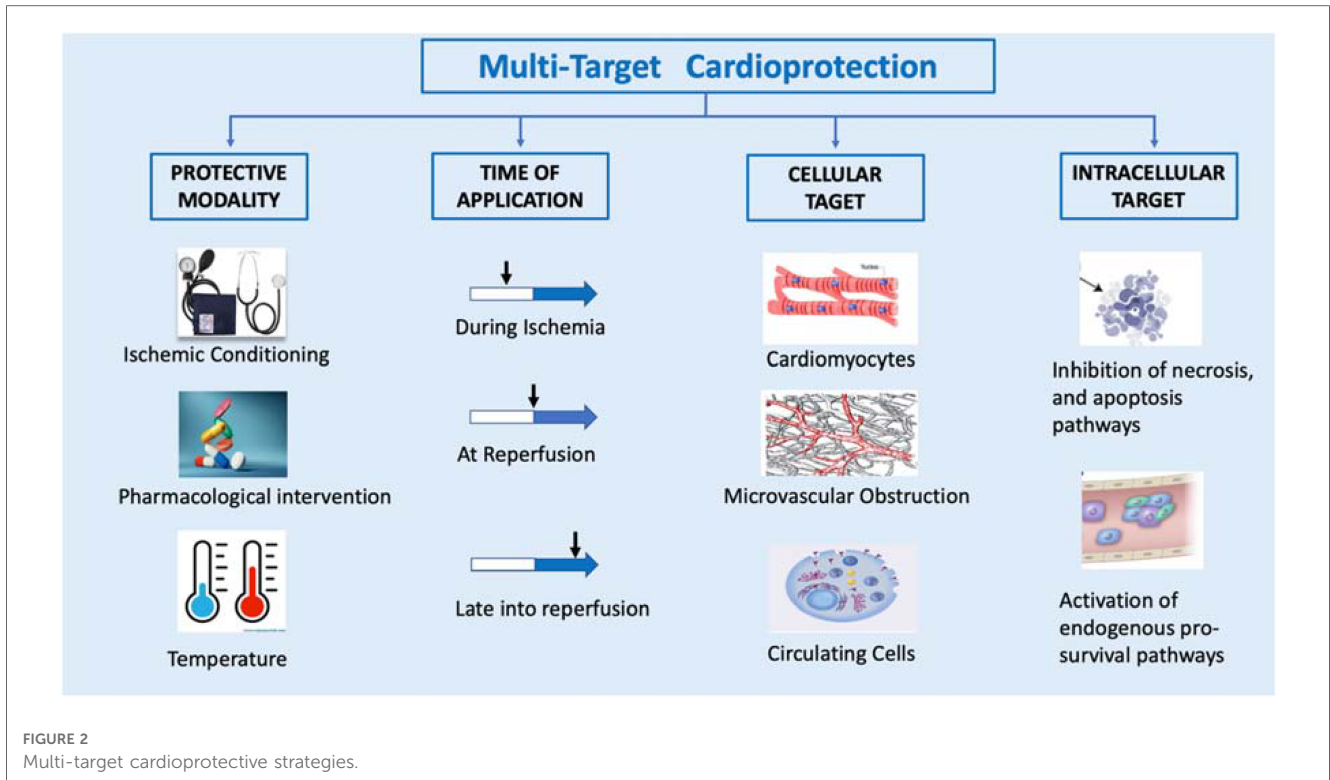 Multi-Target Cardioprotection
PROTECTIVE
MODALITY
Ischemic Conditioning
Pharmacological intervention
Temperature
TIME OF
APPLICATION
During Ischemia
At Reperfusion
Late into reperfusion
CELLULAR
TAGET
Cardiomyocytes
Microvascular Obstruction
Circulating Cells
INTRACELLULAR
TARGET
Inhibition of necrosis,
and apoptosis
pathways
Activation of
endogenous pro-
survival pathways
FIGURE 2
Multi-target cardioprotective strategies.